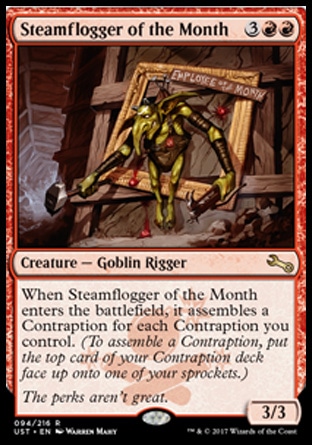 Steamflogger of the Month 3
EMPLOYEE of the MONTH
Creature — Goblin Rigger
When Steamflogger of the Month
enters the battlefield, it assembles a
Contraption for each Contraption you
control. (To assemble a Contraption, put
the top card of your Contraption deck
face up onto one of your sprockets.)
The perks aren't great.
3/3
094/216 R
UST • EN WARREN MAHY
™ & © 2017 Wizards of the Coast